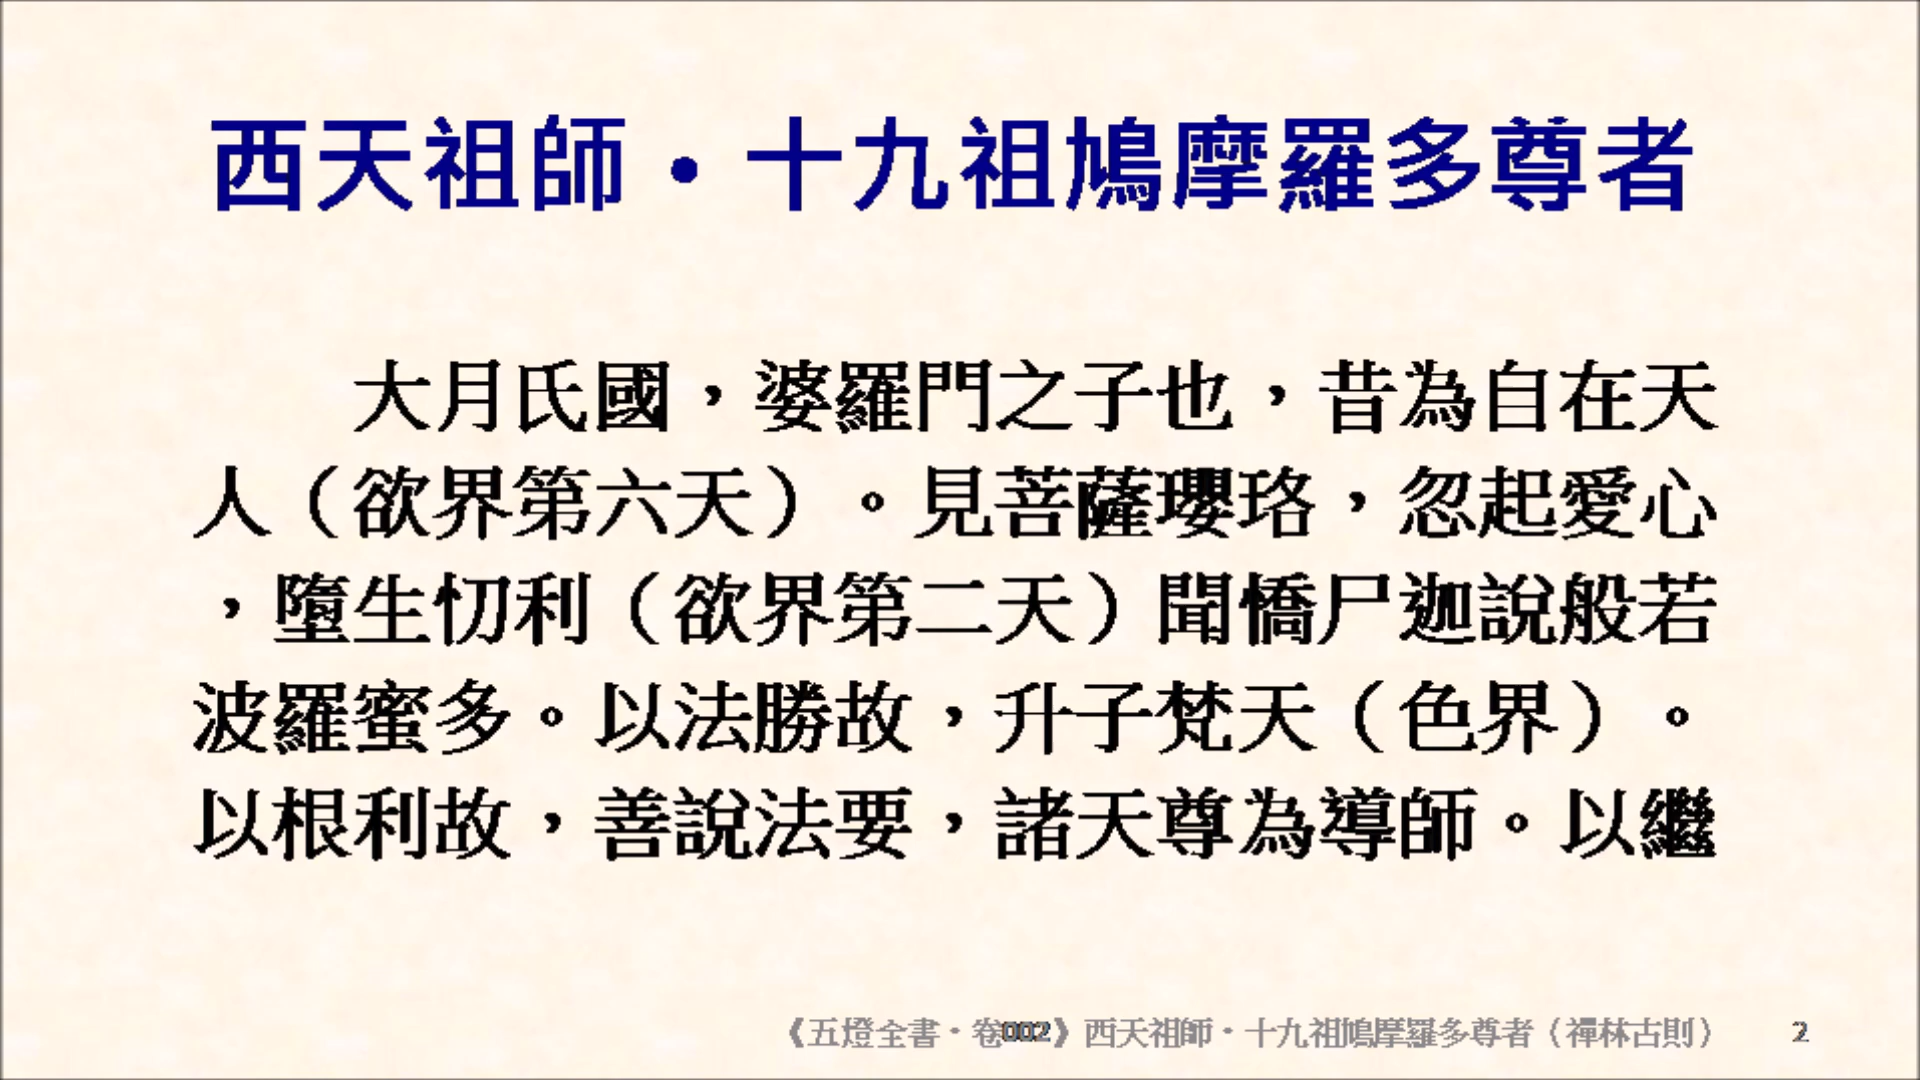 西天祖師・十九祖鳩摩羅多尊者
大月氏國，婆羅門之子也，昔為自在天
人（欲界第六天）。見菩薩瓔珞，忽起愛心
，墮生忉利（欲界第二天）聞憍尸迦說般若
波羅蜜多。以法勝故，升于梵天（色界）。
以根利故，善說法要，諸天尊為導師。以繼
《五燈全書・卷002》西天祖師・十九祖鳩摩羅多尊者（禪林古則） 2